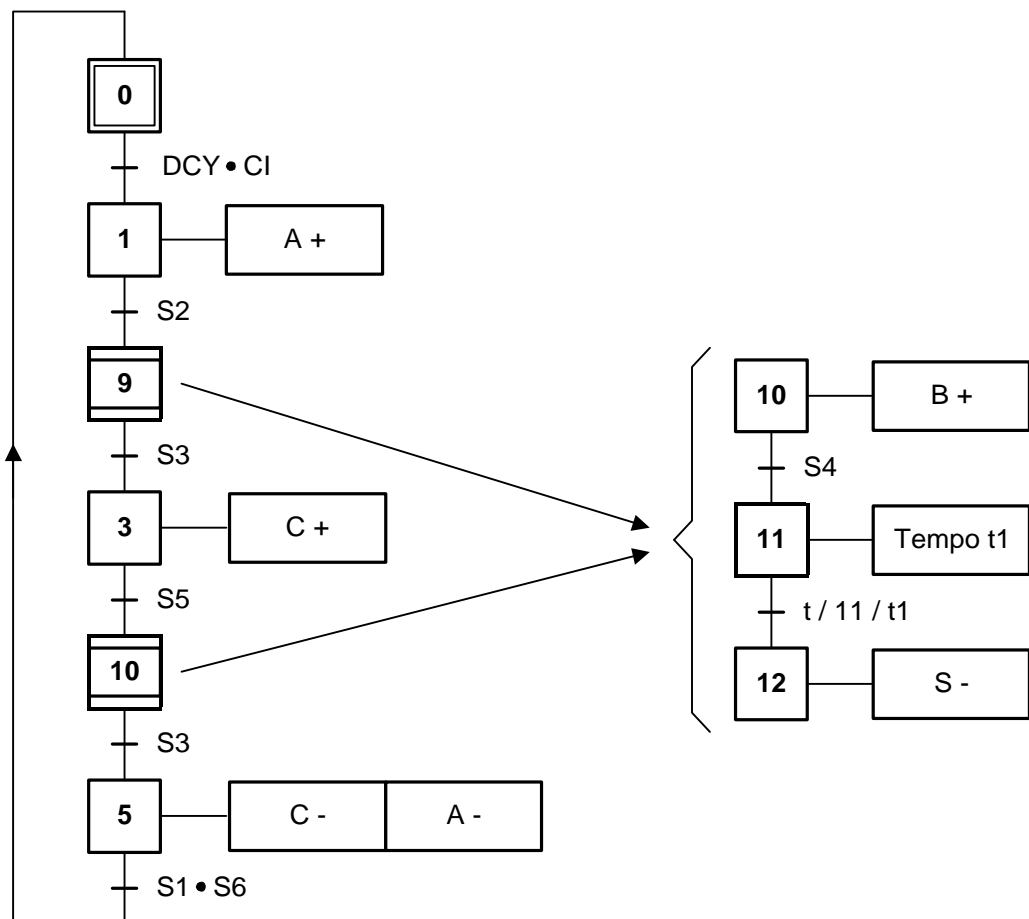 0
DCY • CI
1
A +
S2
9
S3
3
C +
S5
10
S3
5
C -
A -
S1 • S6
10
B +
S4
11
Tempo t1
t / 11 / t1
12
S -